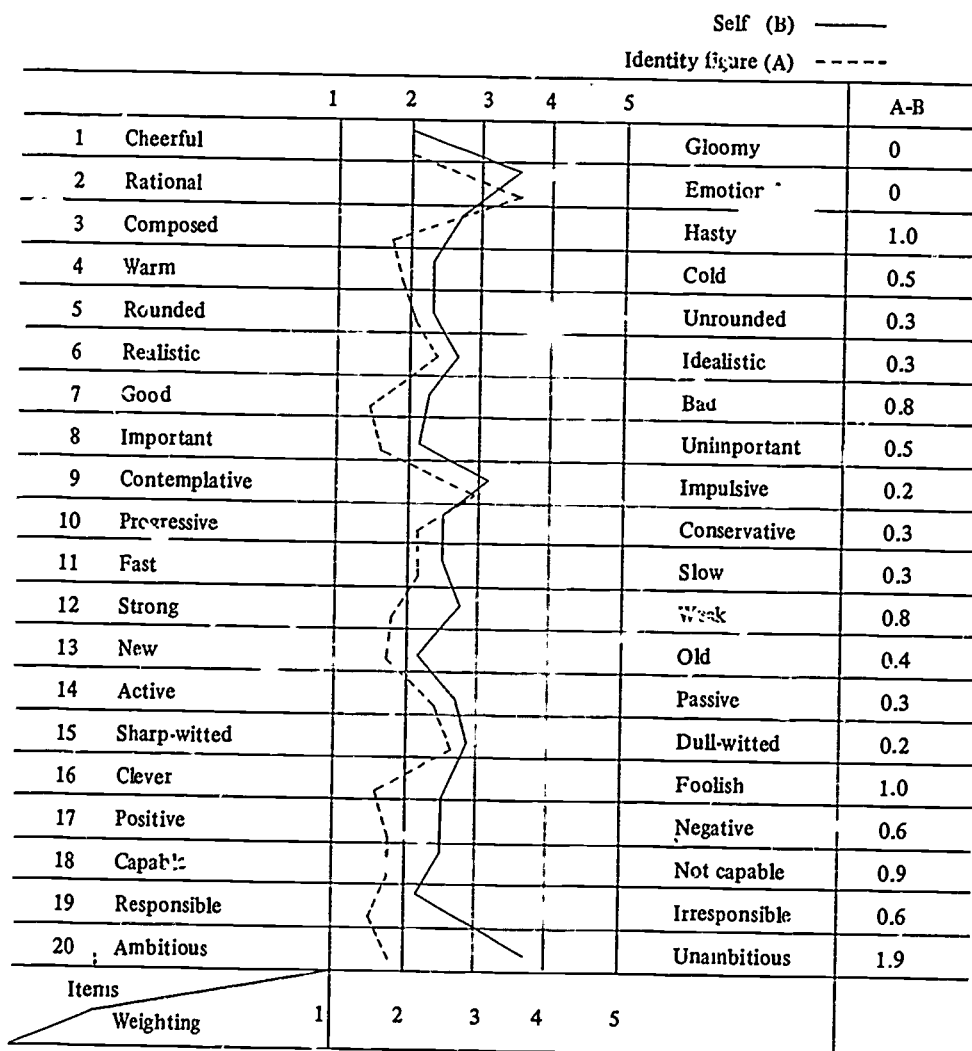 Self (B)
Identity figure (A)
1 2 3 4 5 A-B
1 Cheerful Gloomy 0
2 Rational 0
3 Composed Hasty 1.0
4 Warm Cold 0.5
5 Rounded Unrounded 0.3
6 Realistic Idealistic 0.3
7 Good Bad 0.8
8 Important Unimportant 0.5
9 Contemplative Impulsive 0.2
10 Progressive Conservative 0.3
11 Fast Slow 0.3
12 Strong Weak 0.8
13 New Old 0.4
14 Active Passive 0.3
15 Sharp-witted Dull-witted 0.2
16 Clever Foolish 1.0
17 Positive Negative 0.6
18 Capable Not capable 0.9
19 Responsible Irresponsible 0.6
20 Ambitious Unambitious 1.9
Items
Weighting 1 2 3 4 5